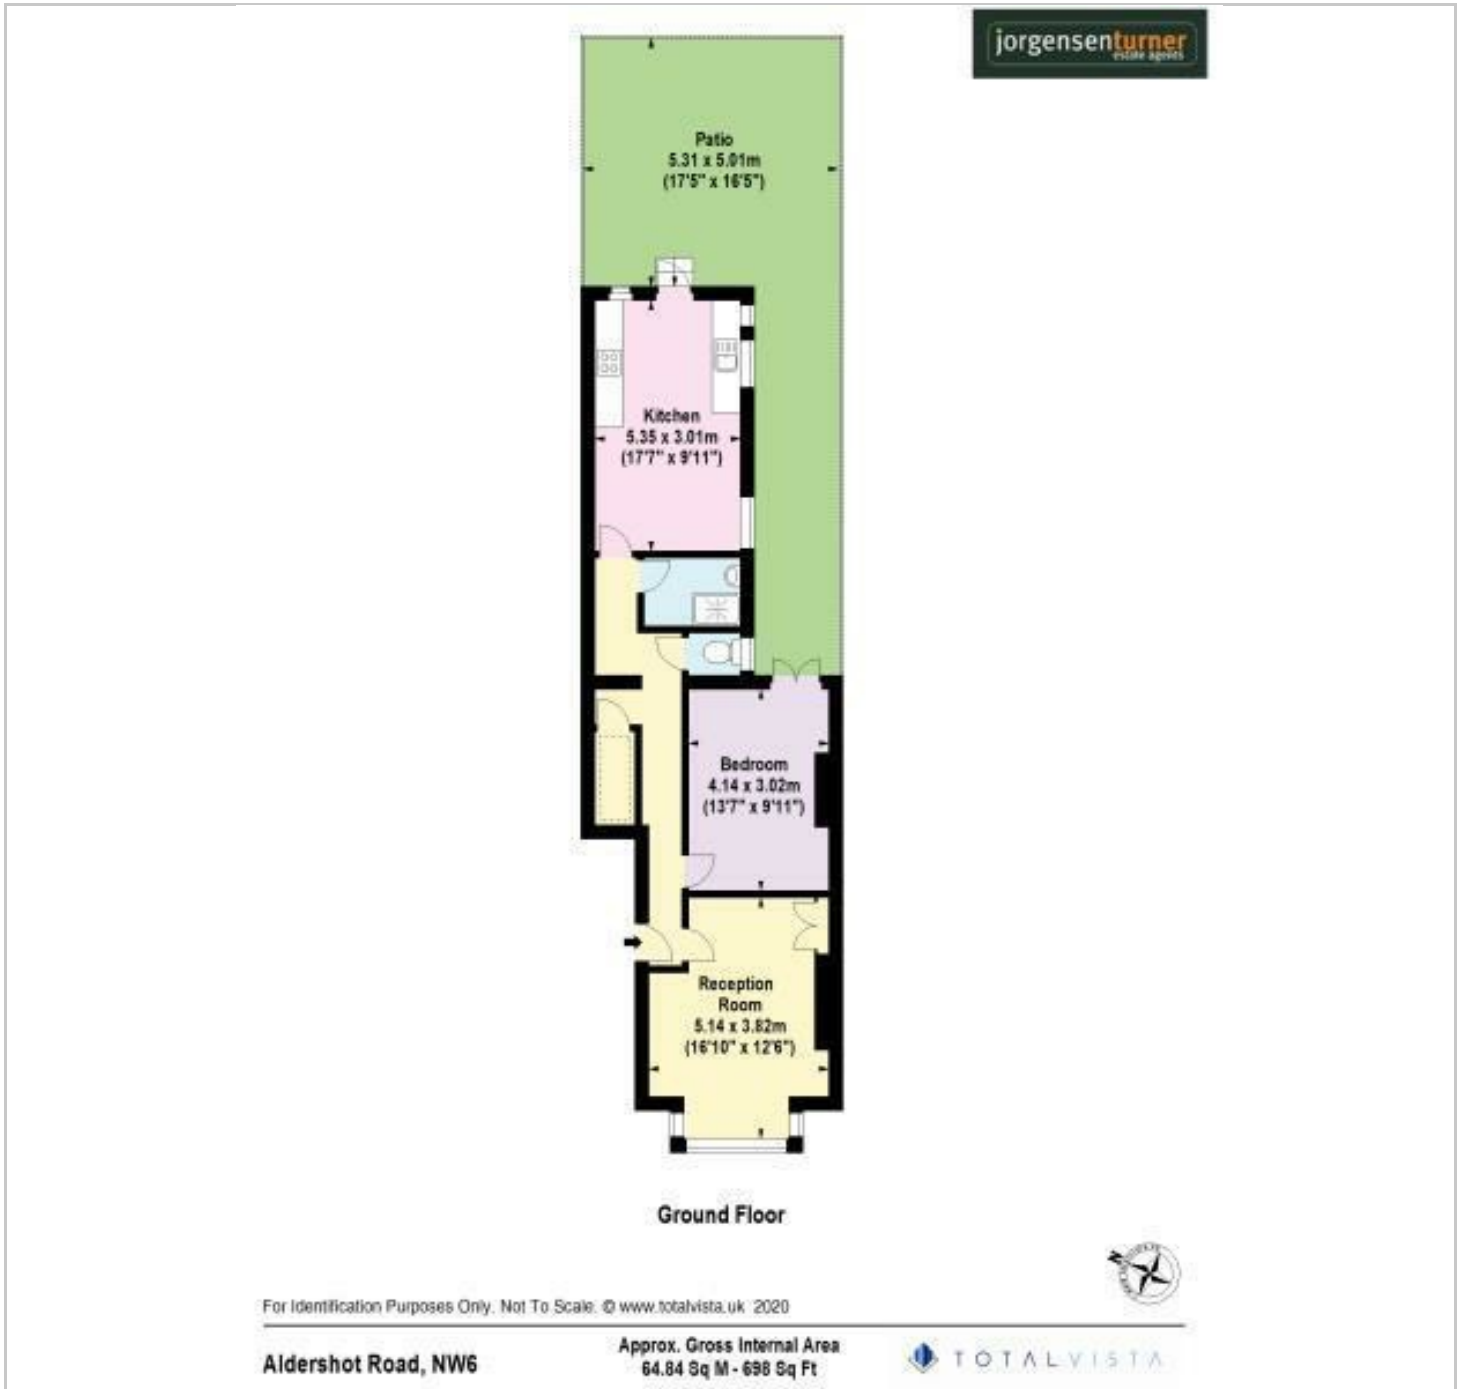 jorgensenturner
estate agents
Patio
5.31 x 5.01m
(17'5" x 16'5")
Kitchen
5.35 x 3.01m
(17'7" x 9'11")
Bedroom
4.14 x 3.02m
(13'7" x 9'11")
Reception
Room
5.14 x 3.82m
(16'10" x 12'6")
Ground Floor
N
For Identification Purposes Only. Not To Scale. © www.totalvista.uk 2020
Aldershot Road, NW6
Approx. Gross Internal Area
64.84 Sq M - 698 Sq Ft
TOTALVISTA